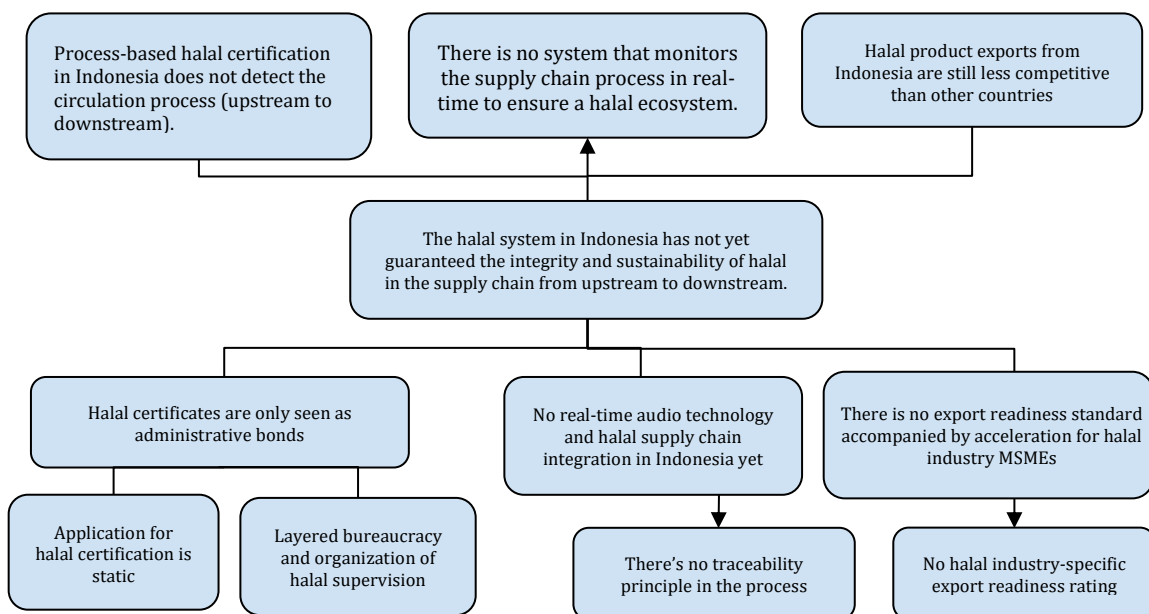 Process-based halal certification
in Indonesia does not detect the
circulation process (upstream to
downstream).
There is no system that monitors
the supply chain process in real-
time to ensure a halal ecosystem.
Halal product exports from
Indonesia are still less competitive
than other countries
The halal system in Indonesia has not yet
guaranteed the integrity and sustainability of halal
in the supply chain from upstream to downstream.
Halal certificates are only seen as
administrative bonds
No real-time audio technology
and halal supply chain
integration in Indonesia yet
There is no export readiness standard
accompanied by acceleration for halal
industry MSMEs
Application for
halal certification is
static
Layered bureaucracy
and organization of
halal supervision
There’s no traceability
principle in the process
No halal industry-specific
export readiness rating